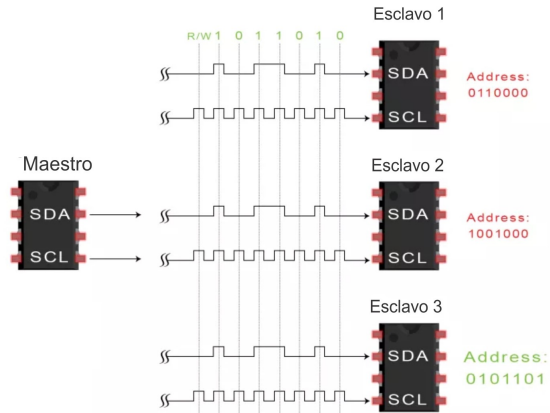 Esclavo 1
R/W 1 0 1 1 0 1 0
SDA
SCL
Address:
0110000
Maestro
SDA
SCL
Esclavo 2
SDA
SCL
Address:
1001000
Esclavo 3
SDA
SCL
Address:
0101101